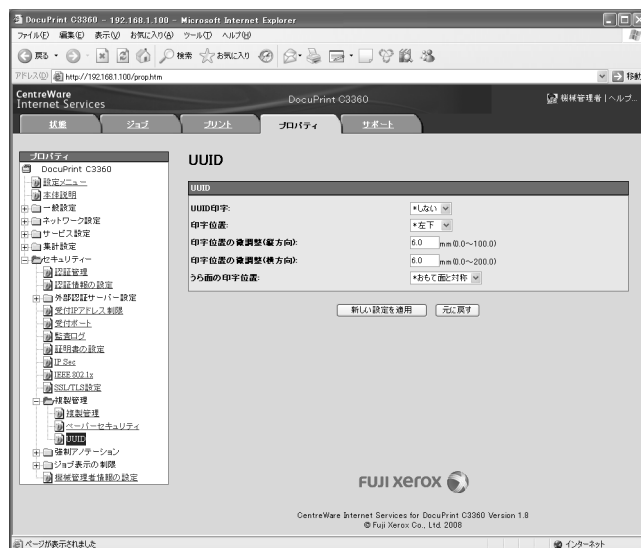 DocuPrint C3360 - 192.168.1.100 - Microsoft Internet Explorer
ファイル(F) 編集(E) 表示(V) お気に入り(A) ツール(T) ヘルプ(H)
戻る 検索 お気に入り
アドレス(D) http://192.168.1.100/prop.htm 移動
CentreWare
Internet Services
DocuPrint C3360
機械管理者 | ヘルプ...
状態 ジョブ プリント プロパティ サポート
プロパティ
DocuPrint C3360
設定メニュー
本体説明
一般設定
ネットワーク設定
サービス設定
集計設定
セキュリティー
認証管理
認証情報の設定
外部認証サーバー設定
受付IPアドレス制限
受付ポート
監査ログ
証明書の設定
IP Sec
IEEE 802.1x
SSL/TLS設定
複製管理
複製管理
ペーパーセキュリティ
UUID
強制アノテーション
ジョブ表示の制限
機械管理者情報の設定
UUID
UUID
UUID印字: *しない
印字位置: *左下
印字位置の微調整(縦方向): 6.0 mm(0.0～100.0)
印字位置の微調整(横方向): 6.0 mm(0.0～200.0)
うら面の印字位置: *おもて面と対称
新しい設定を適用 元に戻す
FUJI XEROX
CentreWare Internet Services for DocuPrint C3360 Version 1.8
© Fuji Xerox Co., Ltd. 2008
ページが表示されました インターネット